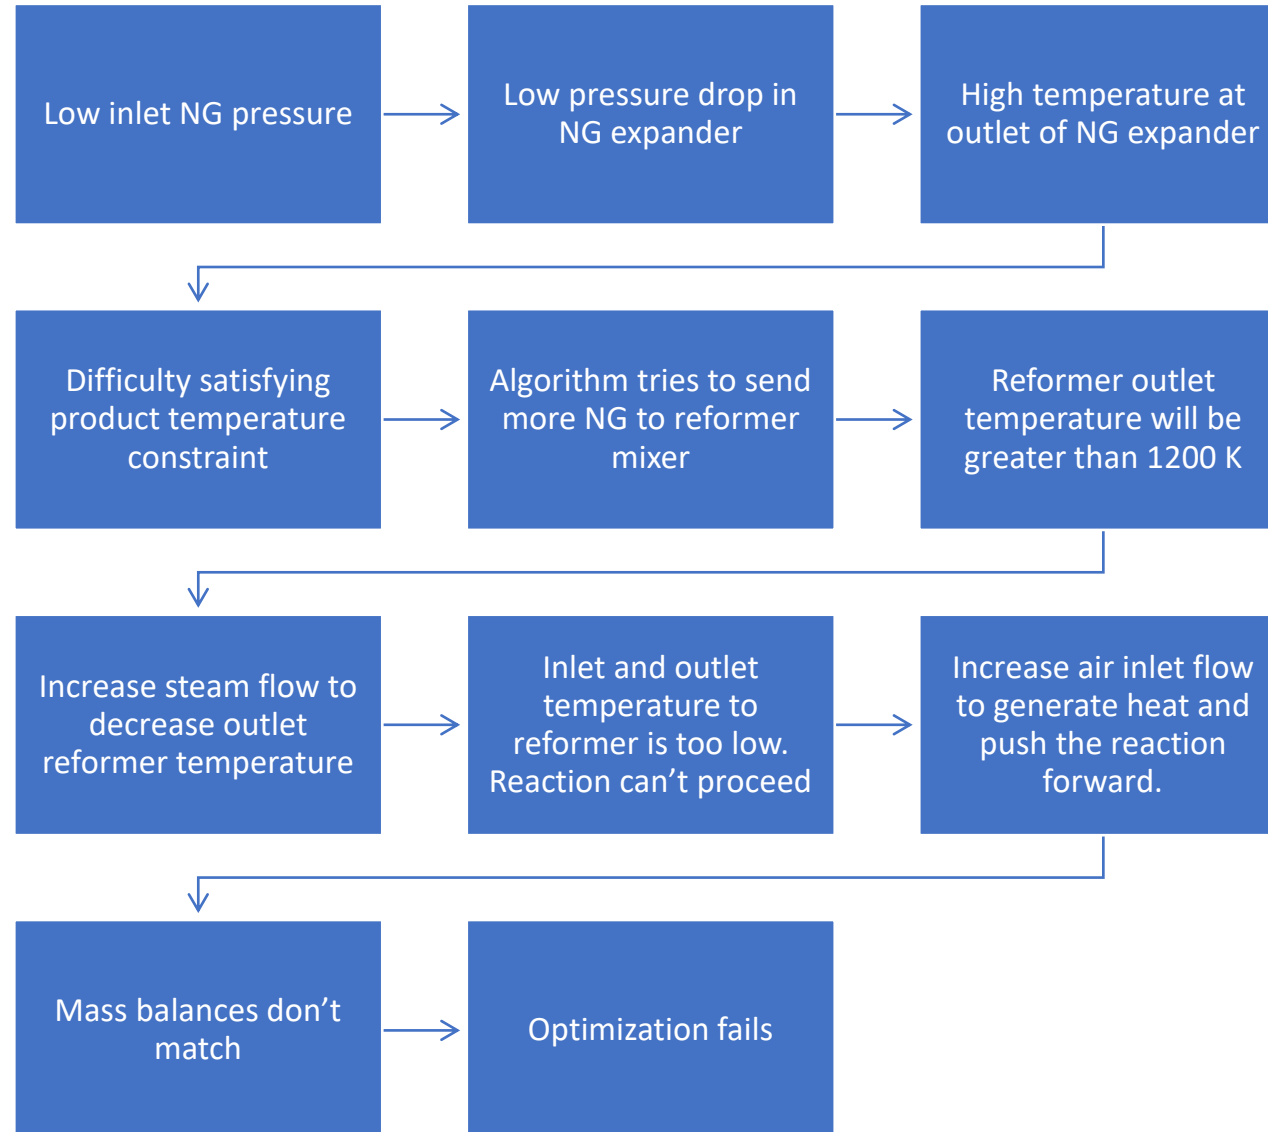 Low inlet NG pressure
Low pressure drop in
NG expander
High temperature at
outlet of NG expander
Difficulty satisfying
product temperature
constraint
Algorithm tries to send
more NG to reformer
mixer
Reformer outlet
temperature will be
greater than 1200 K
Increase steam flow to
decrease outlet
reformer temperature
Inlet and outlet
temperature to
reformer is too low.
Reaction can’t proceed
Increase air inlet flow
to generate heat and
push the reaction
forward.
Mass balances don’t
match
Optimization fails